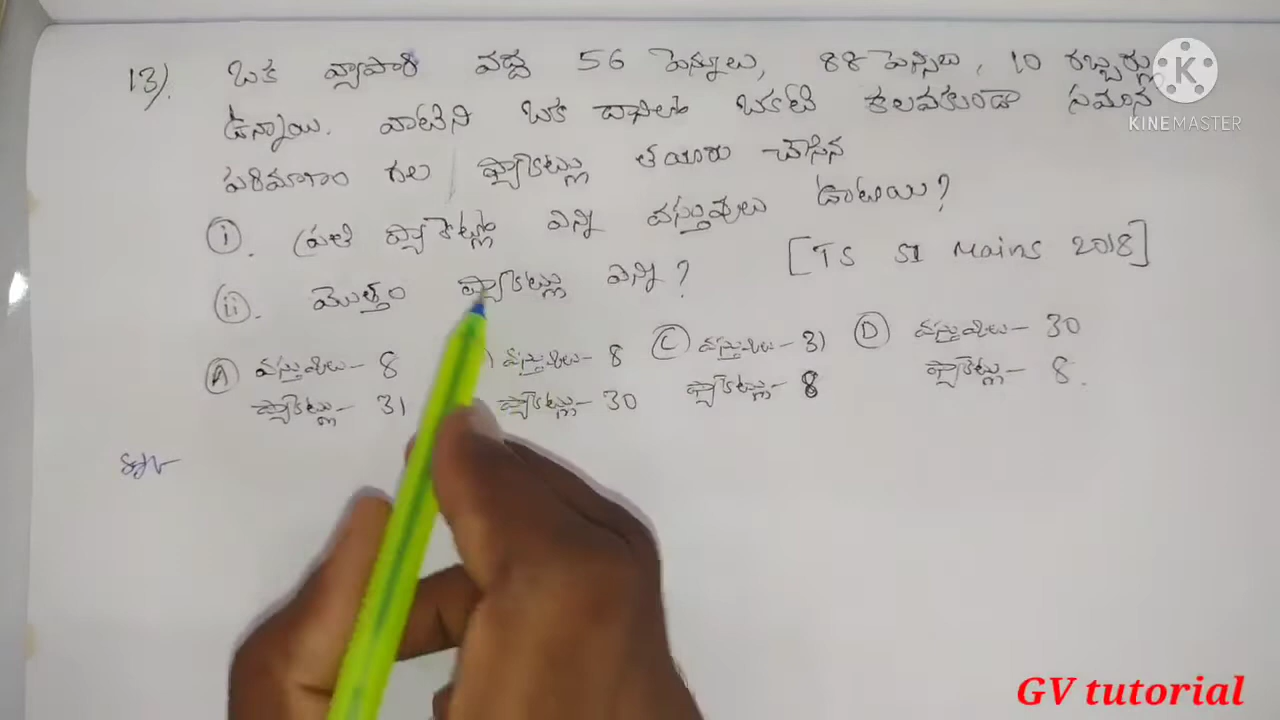 13). ఒక వ్యాపారి వద్ద 56 పెన్నులు, 88 పెన్సిలు, 10 రబ్బర్లు
ఉన్నాయి. వాటిని ఒక దానిలో ఒకటి కలవకుండా సమాన
పరిమాణం గల ప్యాకెట్లు తయారు చేసిన
i. ప్రతి ప్యాకెట్లో ఎన్ని వస్తువులు ఉంటాయి?
[TS SI Mains 2018]
ii. మొత్తం ప్యాకెట్లు ఎన్ని?
A వస్తువులు- 8
ప్యాకెట్లు- 31
) వస్తువులు- 8
ప్యాకెట్లు- 30
C వస్తువులు- 31
ప్యాకెట్లు- 8
D వస్తువులు- 30
ప్యాకెట్లు- 8.
K
KINEMASTER
GV tutorial